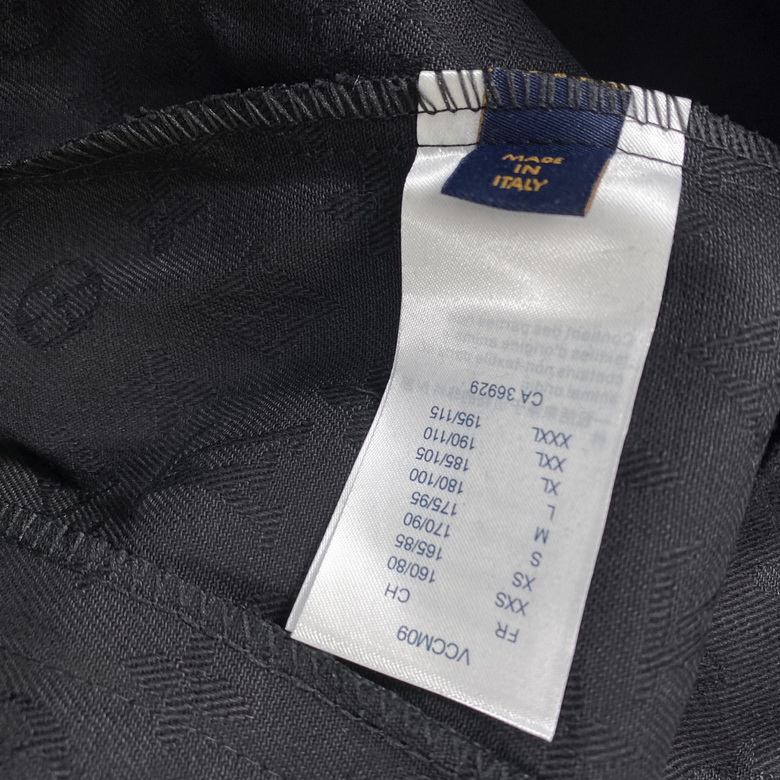 MADE
IN
ITALY
VCCM09
FR CH
XXS 160/80
XS 165/85
S 170/90
M 175/95
L 180/100
XL 185/105
XXL 190/110
XXXL 195/115
CA 36929